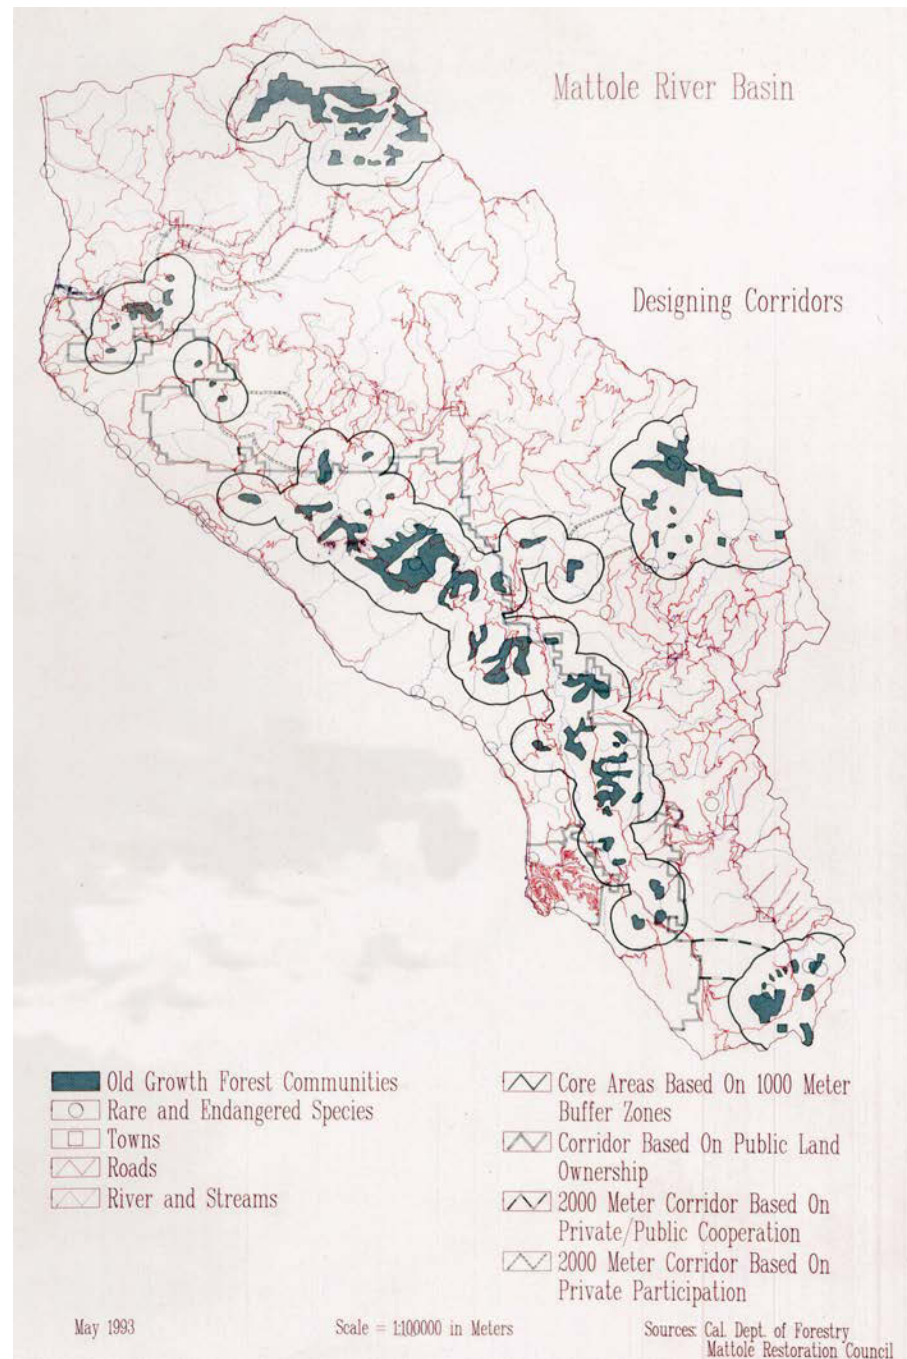 Mattole River Basin
Designing Corridors
Old Growth Forest Communities
Rare and Endangered Species
Towns
Roads
River and Streams
Core Areas Based On 1000 Meter
Buffer Zones
Corridor Based On Public Land
Ownership
2000 Meter Corridor Based On
Private/Public Cooperation
2000 Meter Corridor Based On
Private Participation
May 1993
Scale = 1:100000 in Meters
Sources: Cal. Dept. of Forestry
Mattole Restoration Council